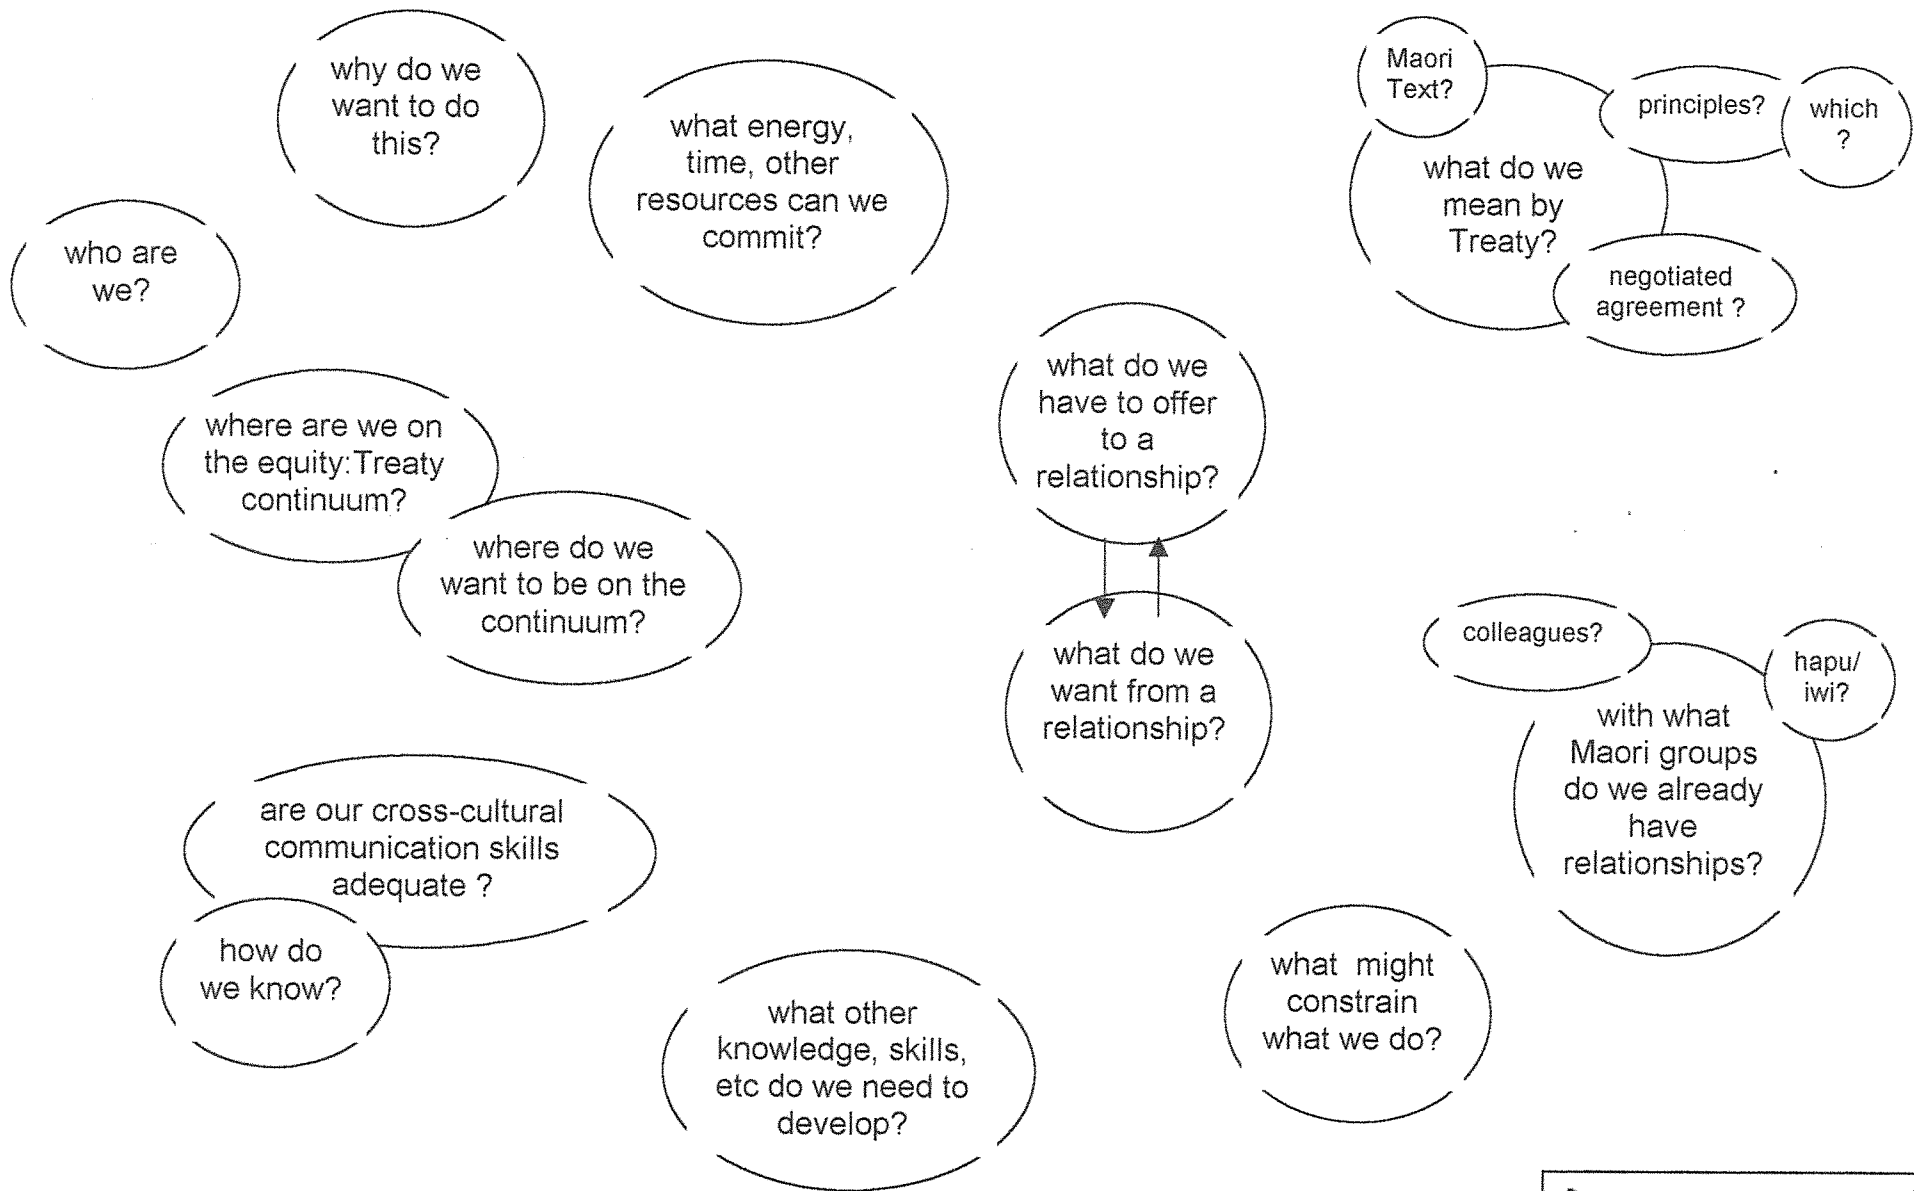 why do we
want to do
this?
what energy,
time, other
resources can we
commit?
who are
we?
where are we on
the equity:Treaty
continuum?
where do we
want to be on the
continuum?
are our cross-cultural
communication skills
adequate ?
how do
we know?
what other
knowledge, skills,
etc do we need to
develop?
what do we
have to offer
to a
relationship?
what do we
want from a
relationship?
Maori
Text?
principles?
which
?
what do we
mean by
Treaty?
negotiated
agreement ?
colleagues?
hapu/
iwi?
with what
Maori groups
do we already
have
relationships?
what might
constrain
what we do?